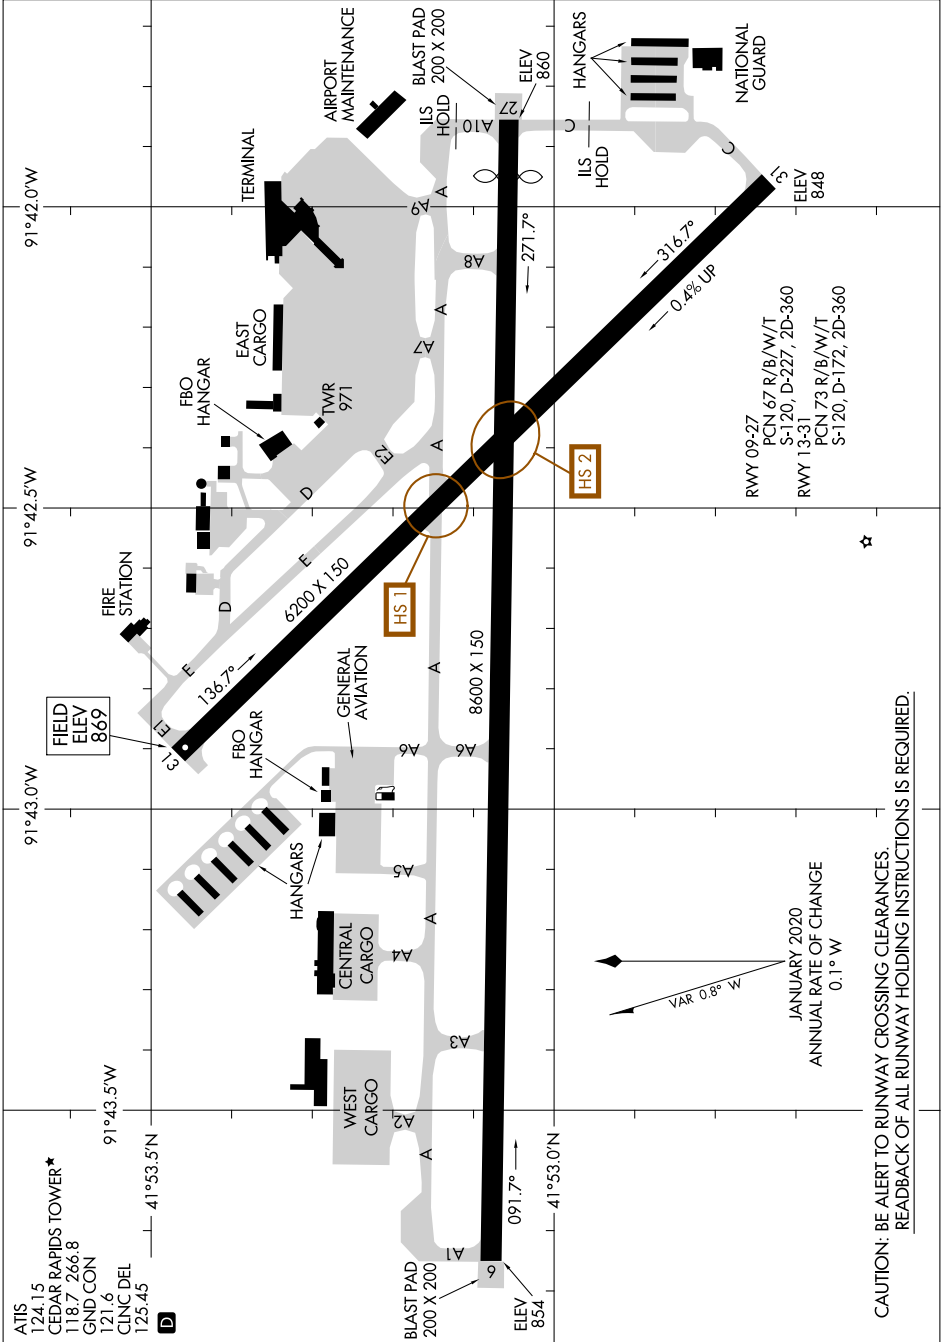 ATIS
124.15
CEDAR RAPIDS TOWER★
118.7 266.8
GND CON
121.6
CLNC DEL
125.45
D
91°43.5'W
91°43.0'W
91°42.5'W
91°42.0'W
41°53.5'N
41°53.0'N
FIELD
ELEV
869
FIRE
STATION
FBO
HANGAR
EAST
CARGO
TERMINAL
AIRPORT
MAINTENANCE
TWR
971
HANGARS
FBO
HANGAR
GENERAL
AVIATION
CENTRAL
CARGO
WEST
CARGO
13
E1
E
E
E2
D
D
136.7°
6200 X 150
HS 1
HS 2
A
A1
A2
A3
A
A4
A5
A6
A6
A
A
A7
A
A8
A9
A
A10
ILS
HOLD
BLAST PAD
200 X 200
ELEV
860
27
BLAST PAD
200 X 200
9
ELEV
854
091.7°
8600 X 150
271.7°
C
ILS
HOLD
C
HANGARS
NATIONAL
GUARD
31
ELEV
848
316.7°
0.4% UP
RWY 09-27
PCN 67 R/B/W/T
S-120, D-227, 2D-360
RWY 13-31
PCN 73 R/B/W/T
S-120, D-172, 2D-360
VAR 0.8° W
JANUARY 2020
ANNUAL RATE OF CHANGE
0.1° W
CAUTION: BE ALERT TO RUNWAY CROSSING CLEARANCES.
READBACK OF ALL RUNWAY HOLDING INSTRUCTIONS IS REQUIRED.